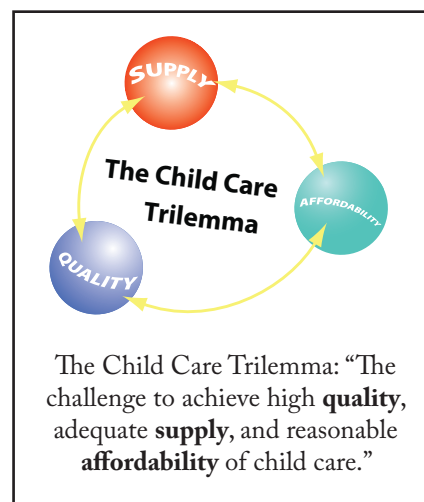 SUPPLY
The Child Care
Trilemma
AFFORDABILITY
QUALITY
The Child Care Trilemma: “The
challenge to achieve high quality,
adequate supply, and reasonable
affordability of child care.”